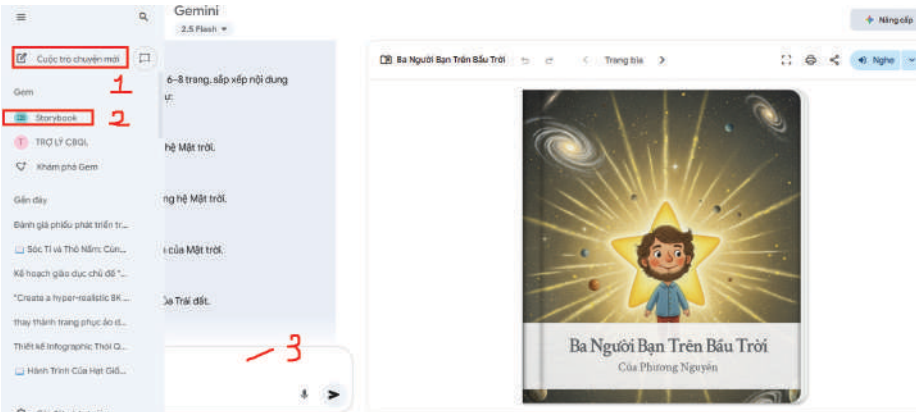 Gemini
2.5 Flash
Nâng cấp
Cuộc trò chuyện mới
1
Gem
Storybook
2
TRỢ LÝ CBQL
Khám phá Gem
Gần đây
Đánh giá phiếu phát triển tr...
Sóc Tí và Thỏ Nâm: Cùn...
Kế hoạch giáo dục chủ đề "...
"Create a hyper-realistic 8K ...
thay thành trang phục áo d...
Thiết kế Infographic Thời Q...
Hành Trình Của Hạt Giố...
6-8 trang, sắp xếp nội dung
ự:
hệ Mặt trời.
ng hệ Mặt trời.
của Mặt trời.
ủa Trái đất.
3
Ba Người Bạn Trên Bầu Trời
Trang bìa
Nghe
Ba Người Bạn Trên Bầu Trời
Của Phương Nguyên